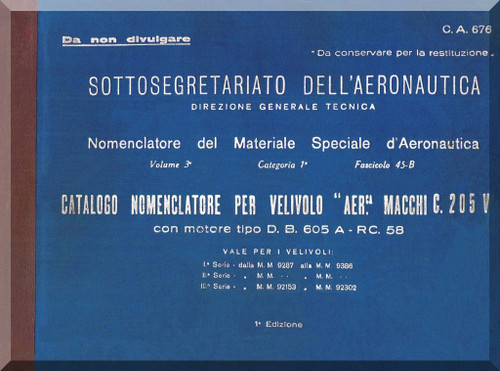 Da non divulgare
C. A. 676
"Da conservare per la restituzione"
SOTTOSEGRETARIATO DELL'AERONAUTICA
DIREZIONE GENERALE TECNICA
Nomenclatore del Materiale Speciale d'Aeronautica
Volume 3° Categoria 1ª Fascicolo 45-B
CATALOGO NOMENCLATORE PER VELIVOLO "AER.ca MACCHI C. 205 V
con motore tipo D. B. 605 A - RC. 58
VALE PER I VELIVOLI:
Iª Serie - dalla M. M. 9287 alla M. M. 9386
IIª Serie - „ M. M. -- „ M. M. --
IIIª Serie - „ M. M. 92153 „ M. M. 92302
1ª Edizione